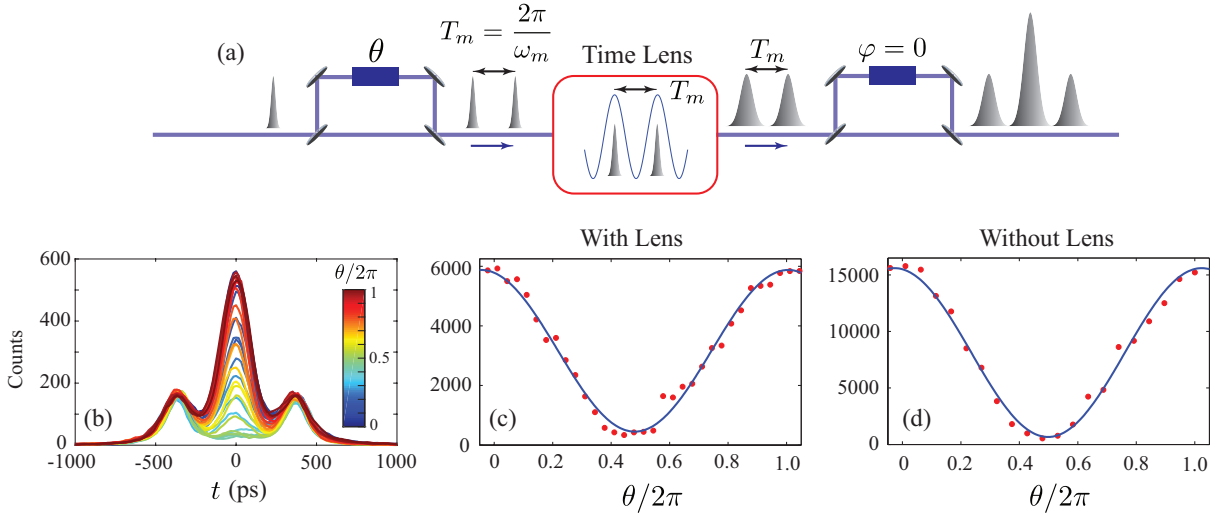 (a)
θ
T_m = 2π/ω_m
Time Lens
T_m
T_m
φ = 0
With Lens
Without Lens
Counts
600
500
400
300
200
100
0
-1000
-500
0
500
1000
t (ps)
(b)
θ/2π
1
0.5
0
6000
4000
2000
0
0
0.2
0.4
0.6
0.8
1.0
θ/2π
(c)
15000
10000
5000
0
0
0.2
0.4
0.6
0.8
1.0
θ/2π
(d)